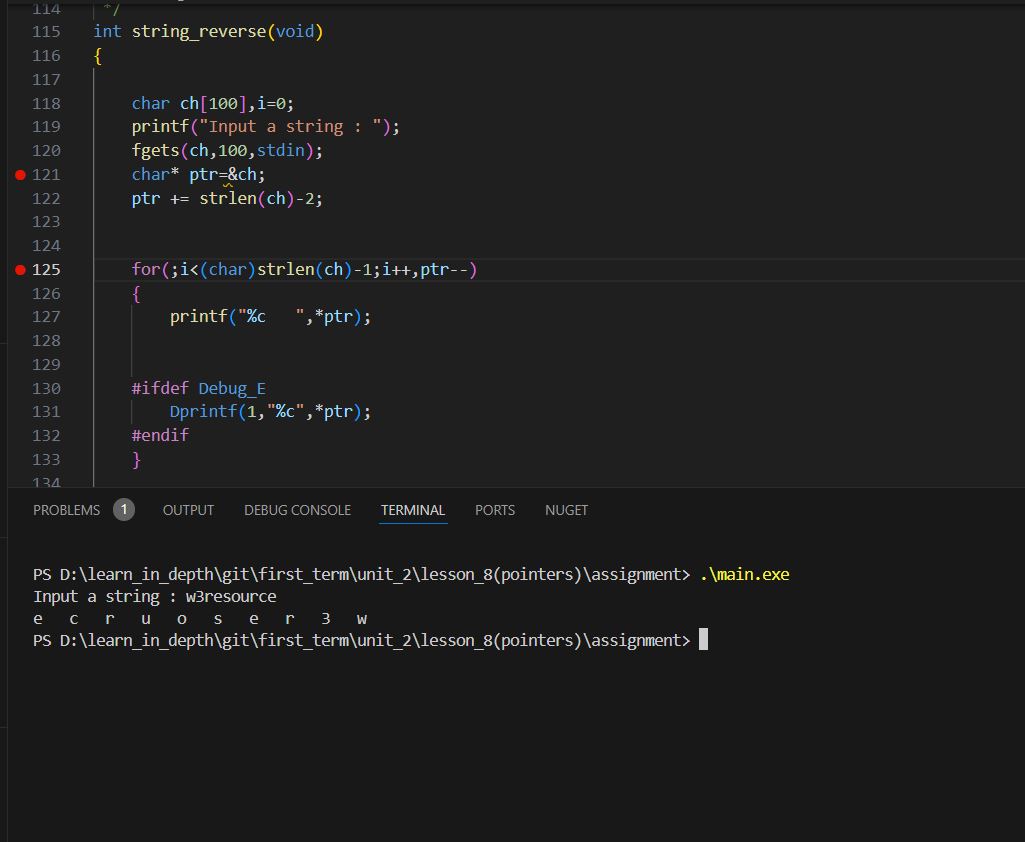 114  */
115 int string_reverse(void)
116 {
117
118     char ch[100],i=0;
119     printf("Input a string : ");
120     fgets(ch,100,stdin);
121     char* ptr=&ch;
122     ptr += strlen(ch)-2;
123
124
125     for(;i<(char)strlen(ch)-1;i++,ptr--)
126     {
127         printf("%c   ",*ptr);
128
129
130     #ifdef Debug_E
131         Dprintf(1,"%c",*ptr);
132     #endif
133     }
134
PROBLEMS 1 OUTPUT DEBUG CONSOLE TERMINAL PORTS NUGET
PS D:\learn_in_depth\git\first_term\unit_2\lesson_8(pointers)\assignment> .\main.exe
Input a string : w3resource
e   c   r   u   o   s   e   r   3   w
PS D:\learn_in_depth\git\first_term\unit_2\lesson_8(pointers)\assignment>